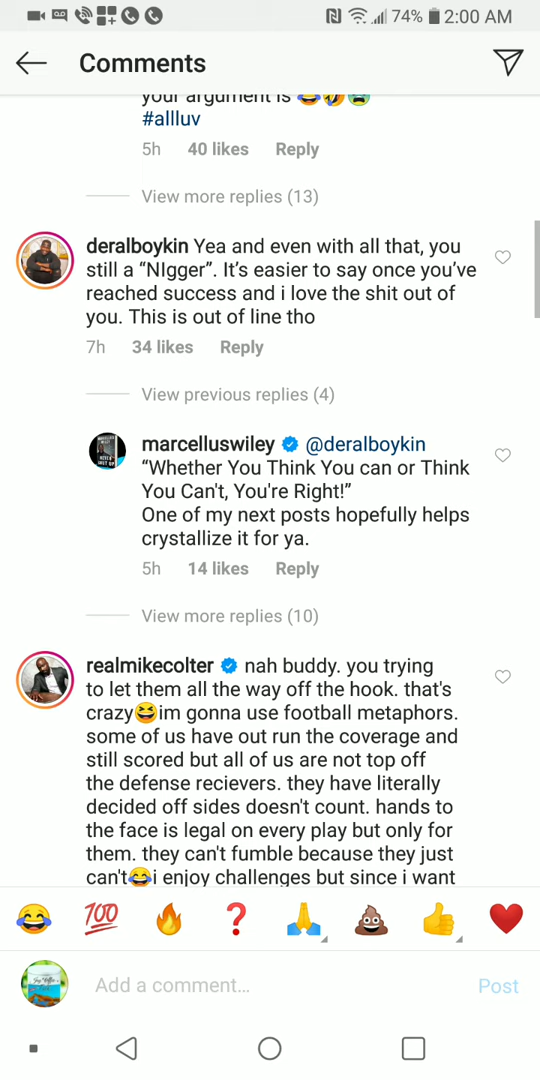 74% 2:00 AM
Comments
your argument is 😂🤣😭
#allluv
5h 40 likes Reply
View more replies (13)
deralboykin Yea and even with all that, you
still a “NIgger”. It’s easier to say once you’ve
reached success and i love the shit out of
you. This is out of line tho
7h 34 likes Reply
View previous replies (4)
marcelluswiley @deralboykin
“Whether You Think You can or Think
You Can't, You're Right!”
One of my next posts hopefully helps
crystallize it for ya.
5h 14 likes Reply
View more replies (10)
realmikecolter nah buddy. you trying
to let them all the way off the hook. that's
crazy😆im gonna use football metaphors.
some of us have out run the coverage and
still scored but all of us are not top off
the defense recievers. they have literally
decided off sides doesn't count. hands to
the face is legal on every play but only for
them. they can't fumble because they just
can't😂i enjoy challenges but since i want
😂 💯 🔥 ❓ 🙏 💩 👍 ❤️
Add a comment... Post